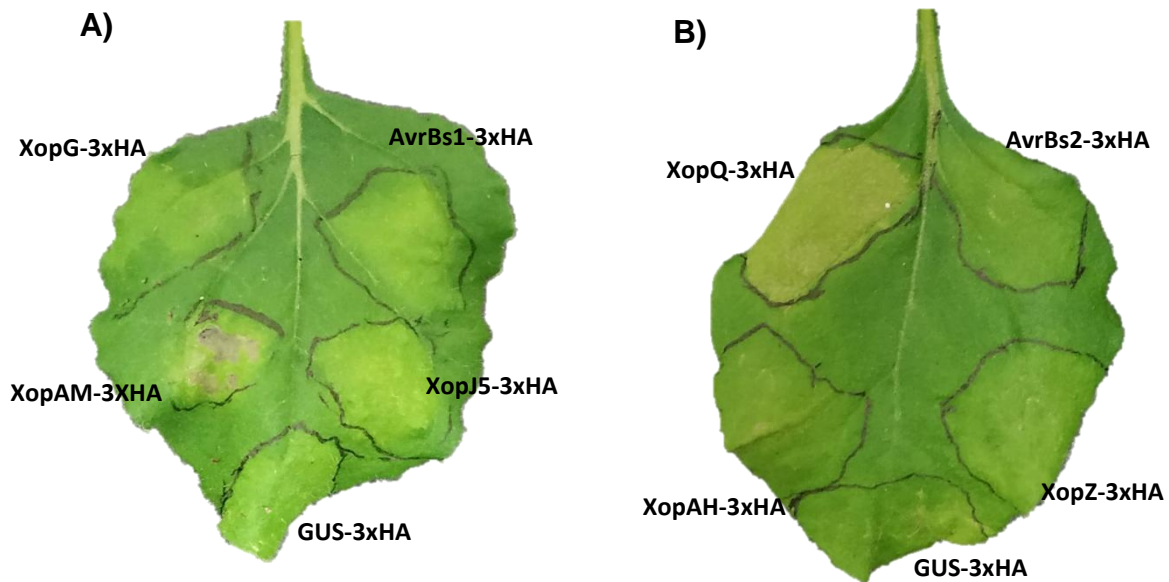 A)
XopG-3xHA
AvrBs1-3xHA
XopAM-3XHA
XopJ5-3xHA
GUS-3xHA
B)
XopQ-3xHA
AvrBs2-3xHA
XopAH-3xHA
XopZ-3xHA
GUS-3xHA